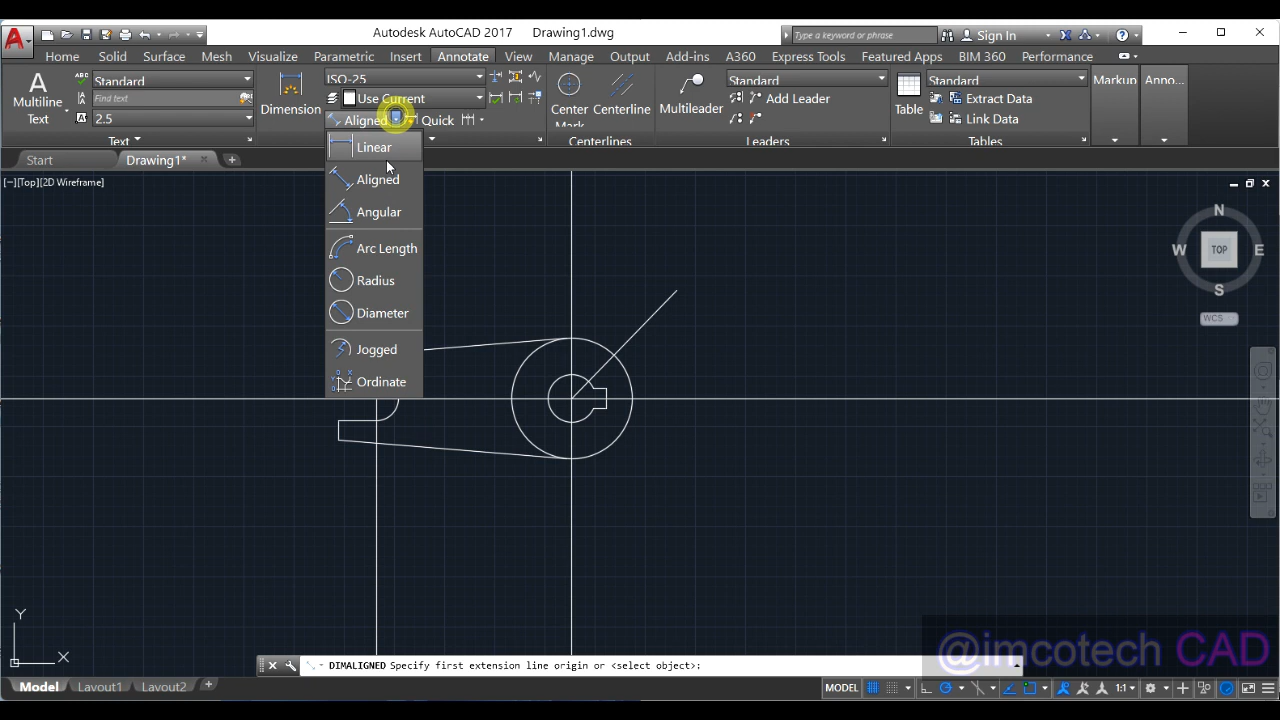 Autodesk AutoCAD 2017 Drawing1.dwg Type a keyword or phrase Sign In
Home Solid Surface Mesh Visualize Parametric Insert Annotate View Manage Output Add-ins A360 Express Tools Featured Apps BIM 360 Performance
Multiline
Text
ABC
Standard
Find text
2.5
Text
Dimension
ISO-25
Use Current
Aligned
Quick
Center
Mark
Centerline
Centerlines
Multileader
Standard
Add Leader
Leaders
Table
Standard
Extract Data
Link Data
Tables
Markup
Anno...
Start
Drawing1*
[−][Top][2D Wireframe]
Linear
Aligned
Angular
Arc Length
Radius
Diameter
Jogged
Ordinate
N
W TOP E
S
WCS
Y
X
DIMALIGNED Specify first extension line origin or <select object>:
@imcotech CAD
Model Layout1 Layout2 MODEL 1:1